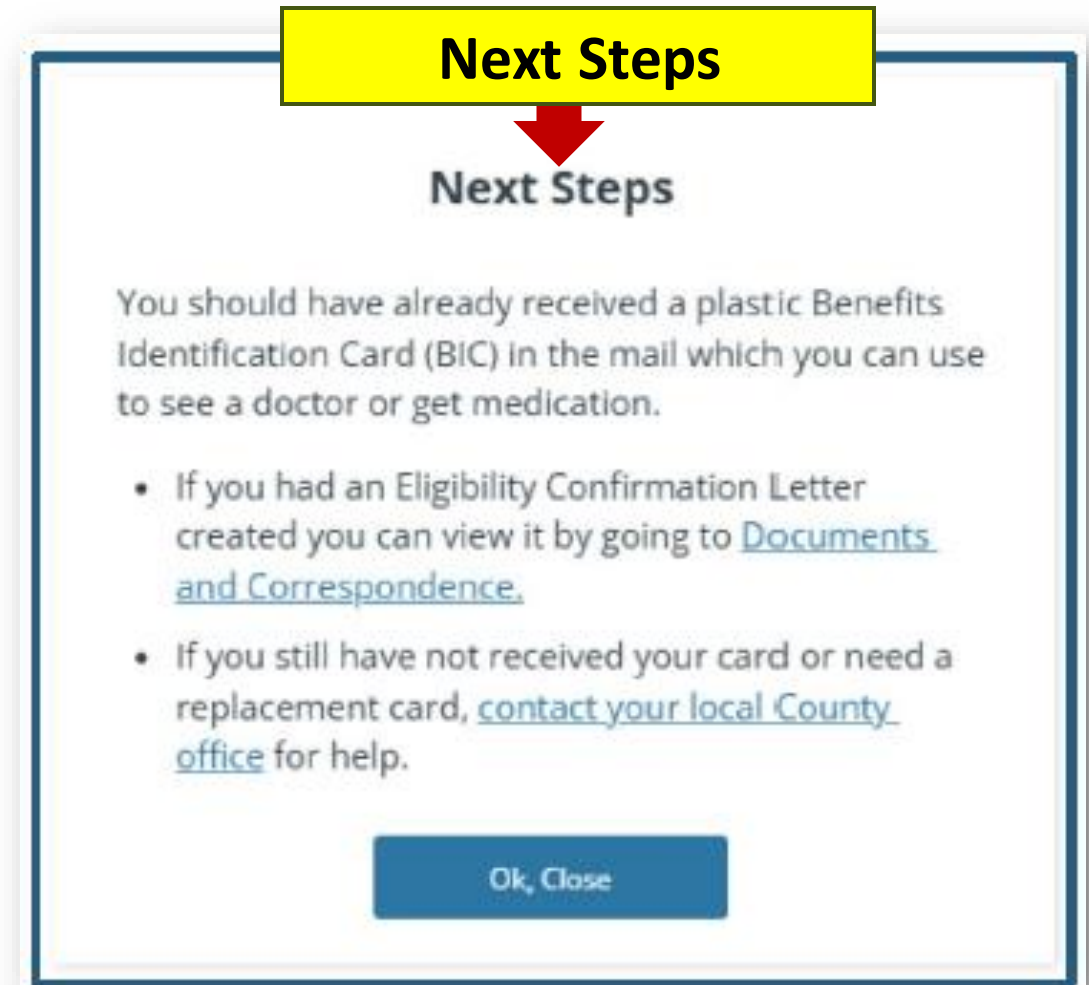 Next Steps
Next Steps
You should have already received a plastic Benefits
Identification Card (BIC) in the mail which you can use
to see a doctor or get medication.
• If you had an Eligibility Confirmation Letter
created you can view it by going to Documents
and Correspondence.
• If you still have not received your card or need a
replacement card, contact your local County
office for help.
Ok, Close